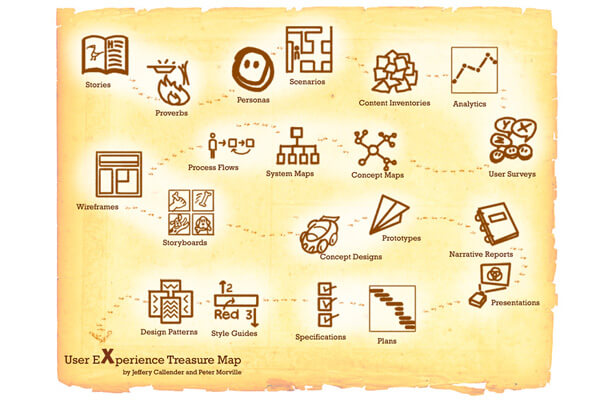 Stories
Proverbs
Personas
Scenarios
Content Inventories
Analytics
Y X
M
User Surveys
Concept Maps
System Maps
Process Flows
Wireframes
Storyboards
Concept Designs
Prototypes
Narrative Reports
Presentations
Plans
Specifications
2
Red 3
Style Guides
Design Patterns
User EXperience Treasure Map
by Jeffery Callender and Peter Morville